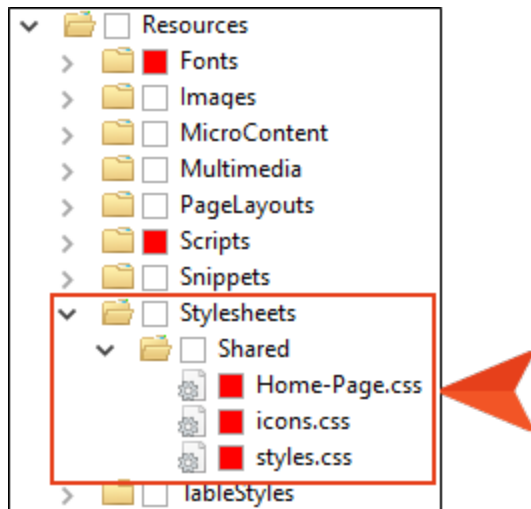 Resources
Fonts
Images
MicroContent
Multimedia
PageLayouts
Scripts
Snippets
Stylesheets
Shared
Home-Page.css
icons.css
styles.css
TableStyles